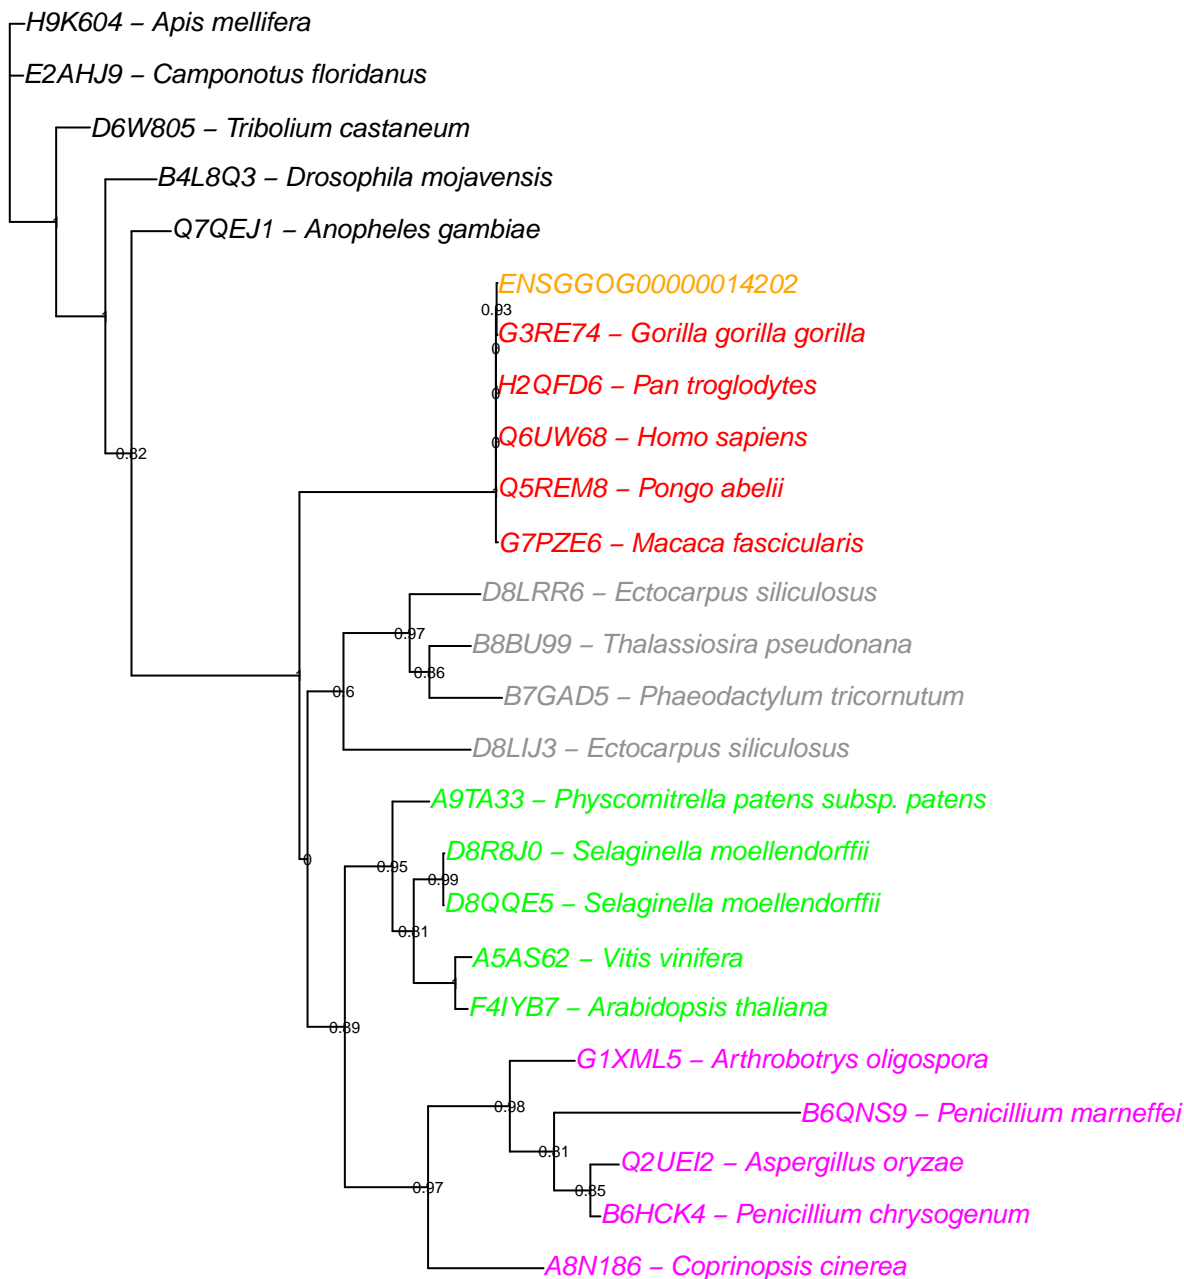 H9K604 – Apis mellifera
E2AHJ9 – Camponotus floridanus
D6W805 – Tribolium castaneum
B4L8Q3 – Drosophila mojavensis
1
Q7QEJ1 – Anopheles gambiae
ENSGGOG00000014202
0.93
1
G3RE74 – Gorilla gorilla gorilla
0
H2QFD6 – Pan troglodytes
0
Q6UW68 – Homo sapiens
0
0.82
Q5REM8 – Pongo abelii
1
G7PZE6 – Macaca fascicularis
D8LRR6 – Ectocarpus siliculosus
0.97
B8BU99 – Thalassiosira pseudonana
0.86
1
0.6
B7GAD5 – Phaeodactylum tricornutum
D8LIJ3 – Ectocarpus siliculosus
A9TA33 – Physcomitrella patens subsp. patens
D8R8J0 – Selaginella moellendorffii
0
0.95
0.99
D8QQE5 – Selaginella moellendorffii
0.81
A5AS62 – Vitis vinifera
1
F4IYB7 – Arabidopsis thaliana
0.89
G1XML5 – Arthrobotrys oligospora
0.98
B6QNS9 – Penicillium marneffei
0.81
Q2UEI2 – Aspergillus oryzae
0.97
0.85
B6HCK4 – Penicillium chrysogenum
A8N186 – Coprinopsis cinerea